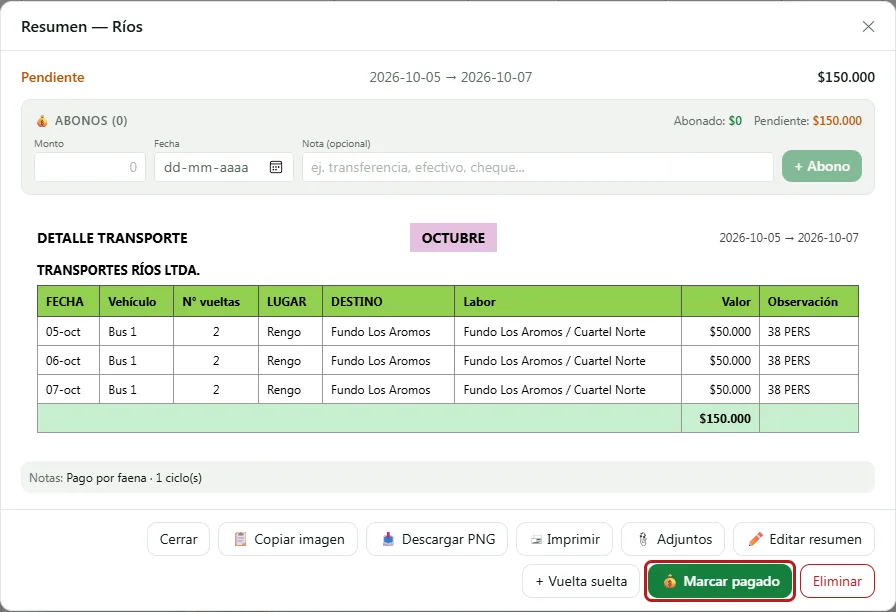 Resumen — Ríos
Pendiente 2026-10-05 → 2026-10-07 $150.000
ABONOS (0) Abonado: $0 Pendiente: $150.000
Monto Fecha Nota (opcional)
0 dd-mm-aaaa ej. transferencia, efectivo, cheque... + Abono
DETALLE TRANSPORTE OCTUBRE 2026-10-05 → 2026-10-07
TRANSPORTES RÍOS LTDA.
FECHA Vehículo N° vueltas LUGAR DESTINO Labor Valor Observación
05-oct Bus 1 2 Rengo Fundo Los Aromos Fundo Los Aromos / Cuartel Norte $50.000 38 PERS
06-oct Bus 1 2 Rengo Fundo Los Aromos Fundo Los Aromos / Cuartel Norte $50.000 38 PERS
07-oct Bus 1 2 Rengo Fundo Los Aromos Fundo Los Aromos / Cuartel Norte $50.000 38 PERS
$150.000
Notas: Pago por faena · 1 ciclo(s)
Cerrar Copiar imagen Descargar PNG Imprimir Adjuntos Editar resumen
+ Vuelta suelta Marcar pagado Eliminar